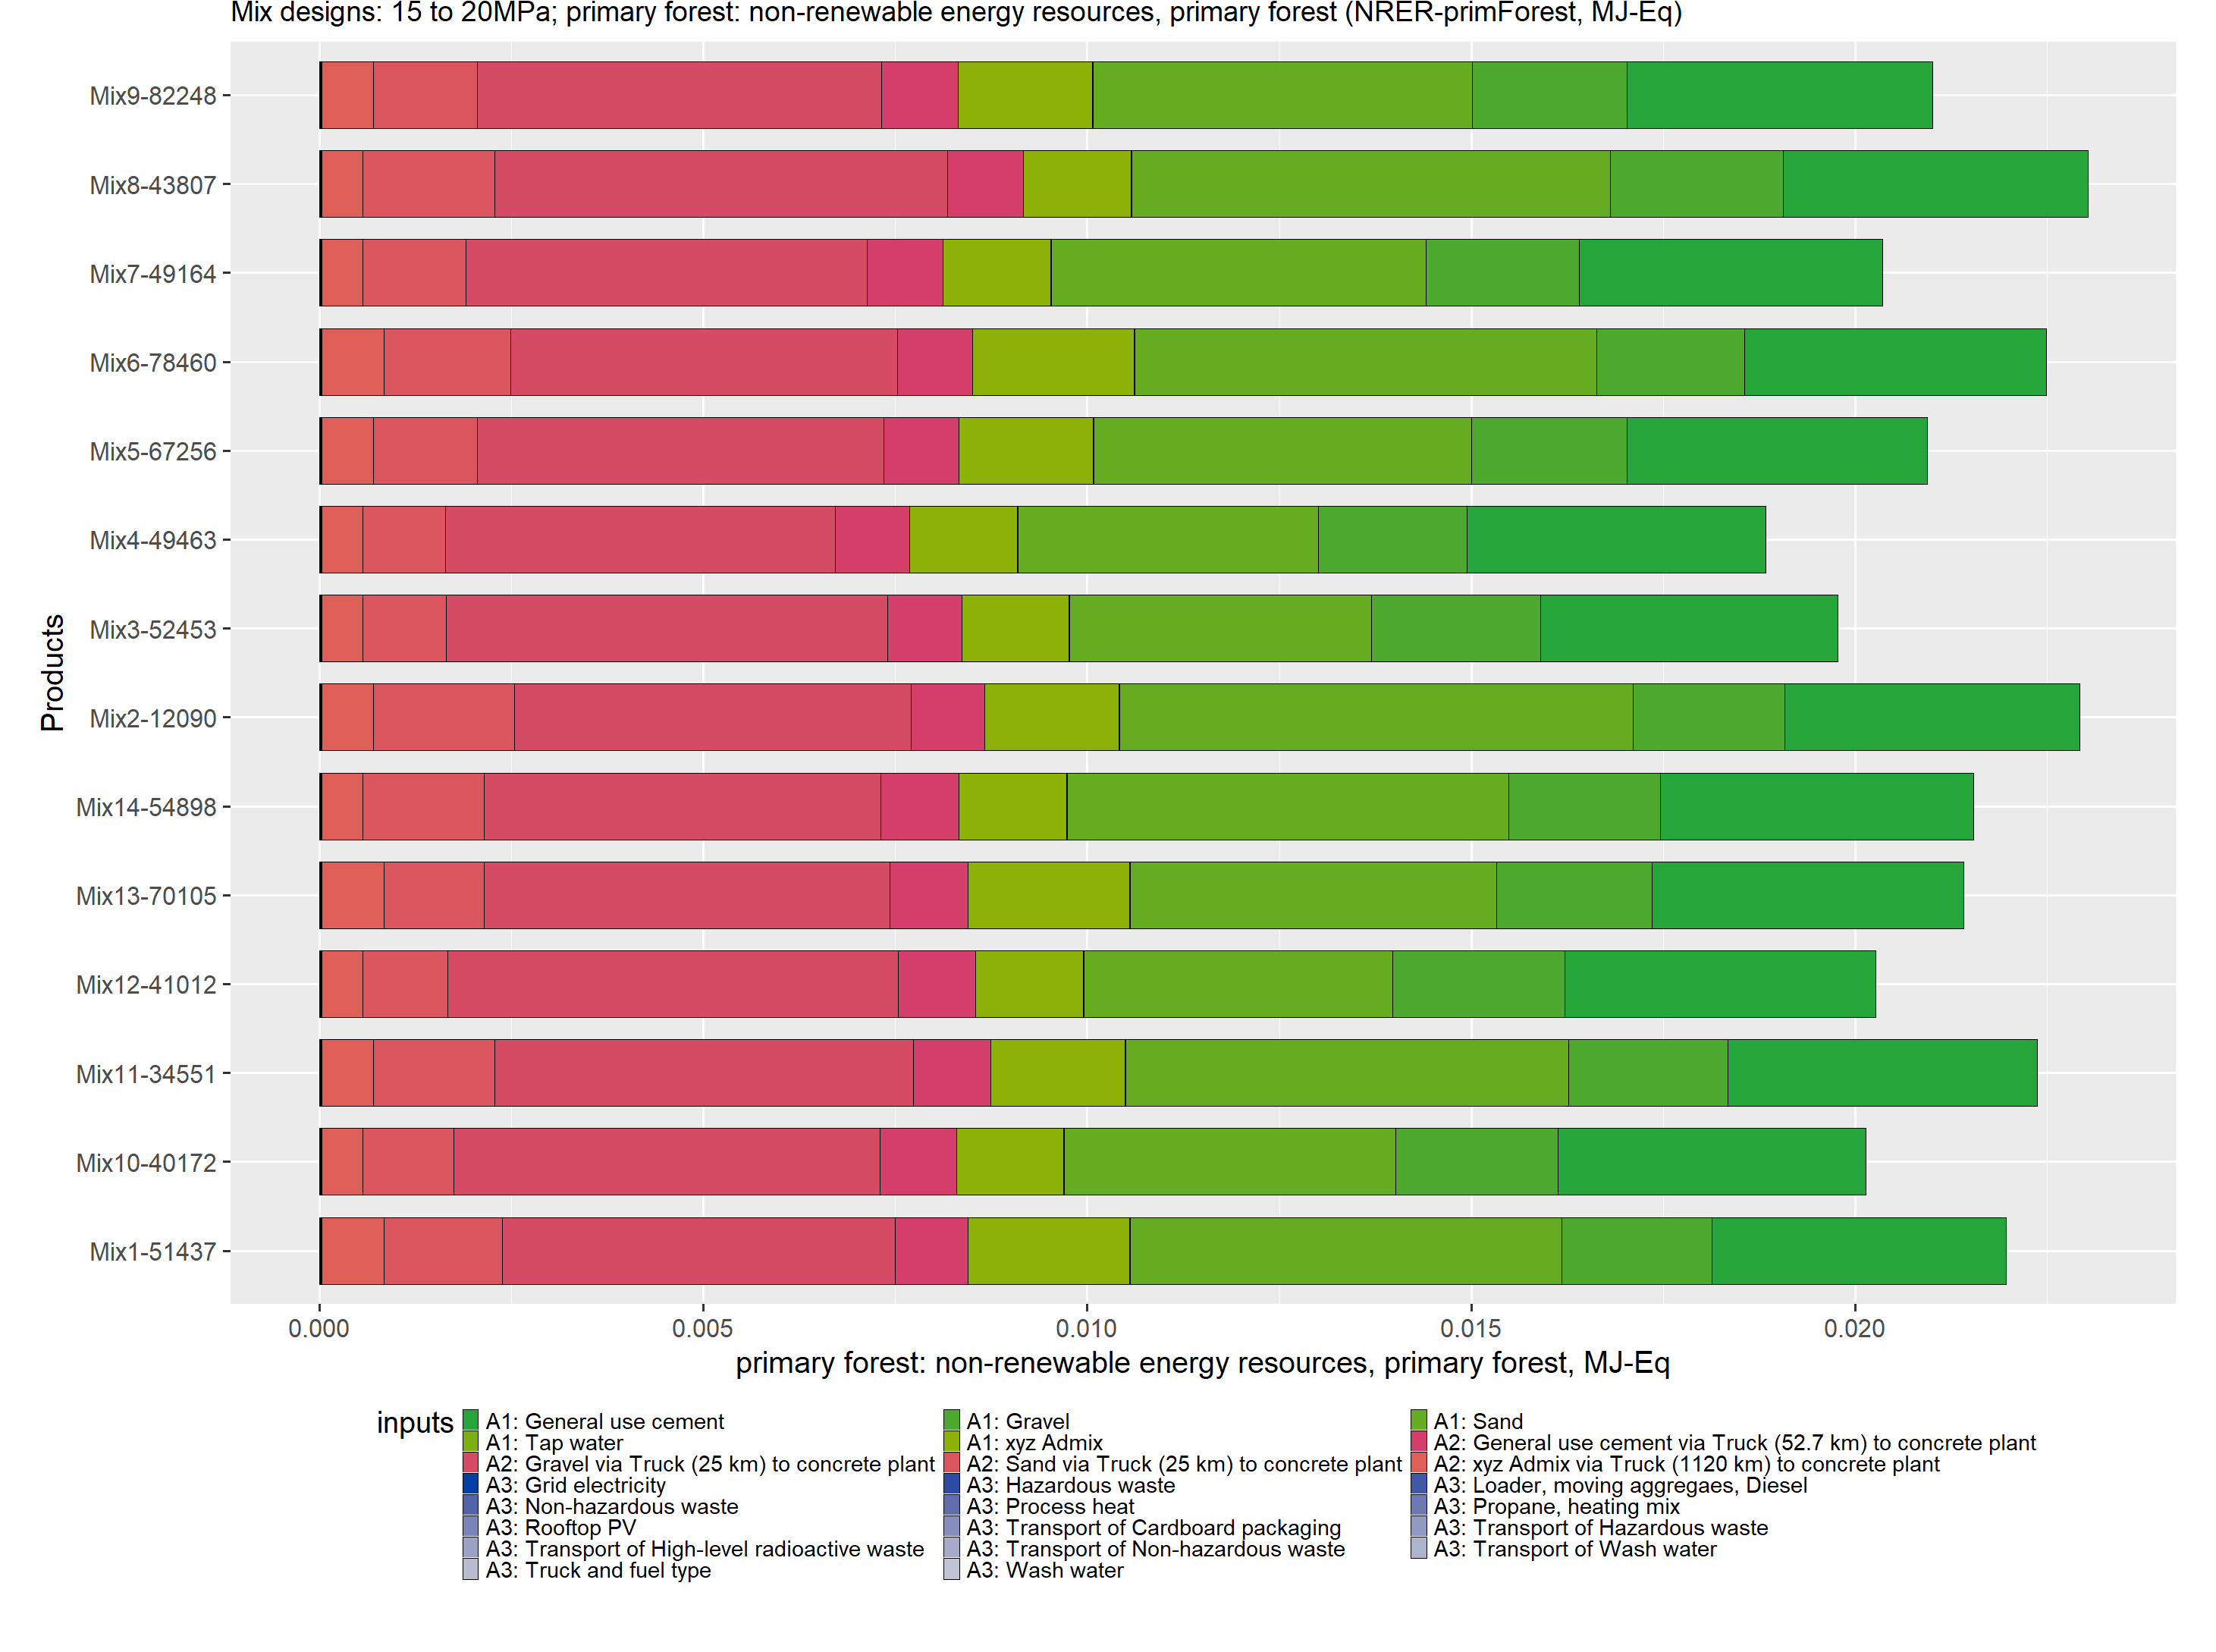 Mix designs: 15 to 20MPa; primary forest: non-renewable energy resources, primary forest (NRER-primForest, MJ-Eq)
Products
Mix9-82248
Mix8-43807
Mix7-49164
Mix6-78460
Mix5-67256
Mix4-49463
Mix3-52453
Mix2-12090
Mix14-54898
Mix13-70105
Mix12-41012
Mix11-34551
Mix10-40172
Mix1-51437
0.000 0.005 0.010 0.015 0.020
primary forest: non-renewable energy resources, primary forest, MJ-Eq
inputs
A1: General use cement A1: Gravel A1: Sand
A1: Tap water A1: xyz Admix A2: General use cement via Truck (52.7 km) to concrete plant
A2: Gravel via Truck (25 km) to concrete plant A2: Sand via Truck (25 km) to concrete plant A2: xyz Admix via Truck (1120 km) to concrete plant
A3: Grid electricity A3: Hazardous waste A3: Loader, moving aggregaes, Diesel
A3: Non-hazardous waste A3: Process heat A3: Propane, heating mix
A3: Rooftop PV A3: Transport of Cardboard packaging A3: Transport of Hazardous waste
A3: Transport of High-level radioactive waste A3: Transport of Non-hazardous waste A3: Transport of Wash water
A3: Truck and fuel type A3: Wash water